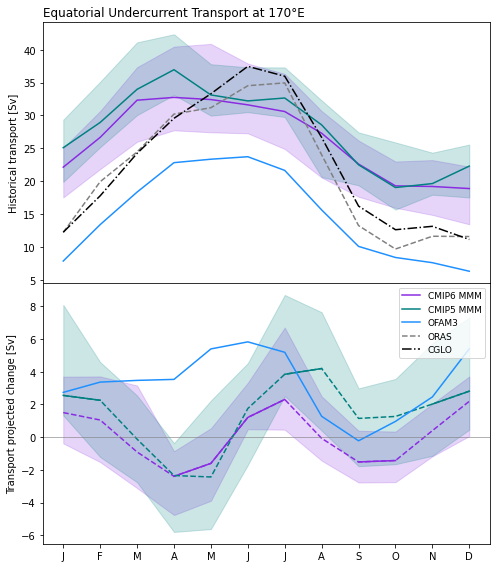 Equatorial Undercurrent Transport at 170°E
Historical transport [Sv]
40
35
30
25
20
15
10
5
Transport projected change [Sv]
8
6
4
2
0
−2
−4
−6
CMIP6 MMM
CMIP5 MMM
OFAM3
ORAS
CGLO
J F M A M J J A S O N D